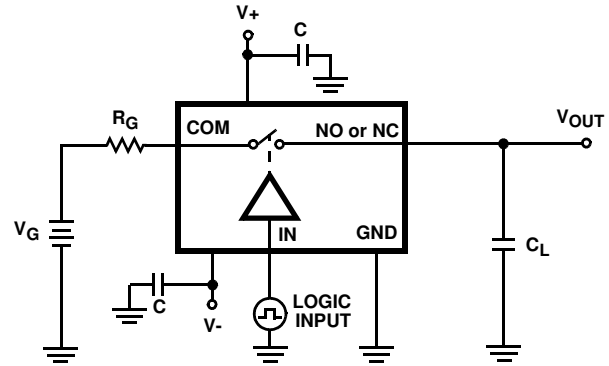 V+
C
RG
COM
NO or NC
VOUT
VG
IN
GND
CL
C
V-
LOGIC
INPUT